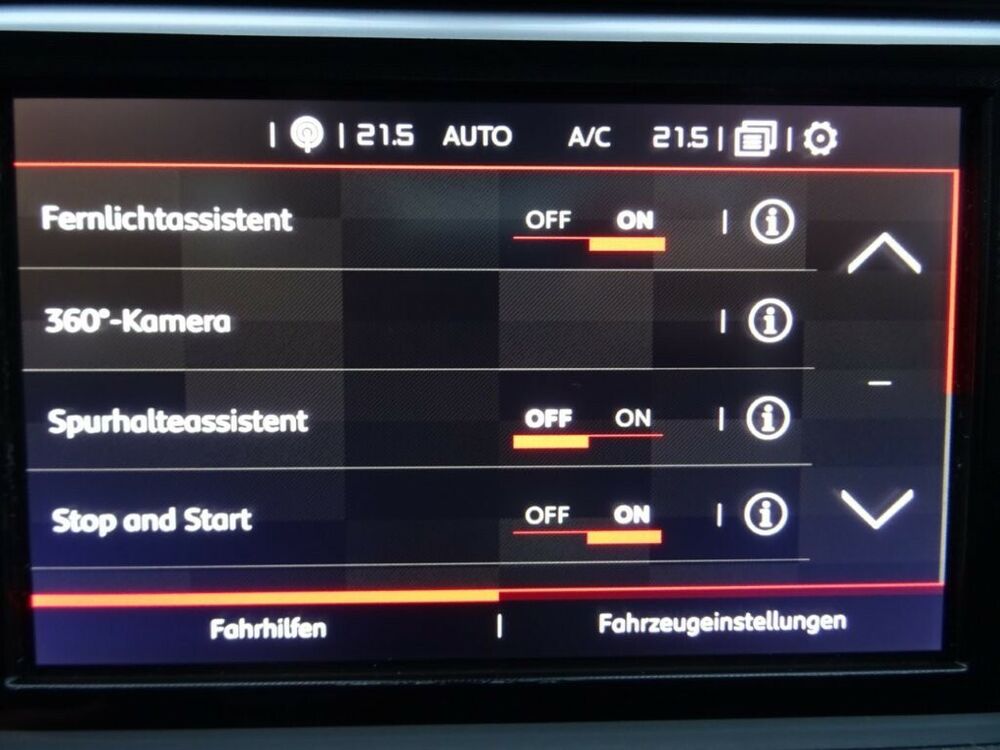 21.5 AUTO A/C 21.5
Fernlichtassistent OFF ON
360°-Kamera
Spurhalteassistent OFF ON
Stop and Start OFF ON
Fahrhilfen Fahrzeugeinstellungen